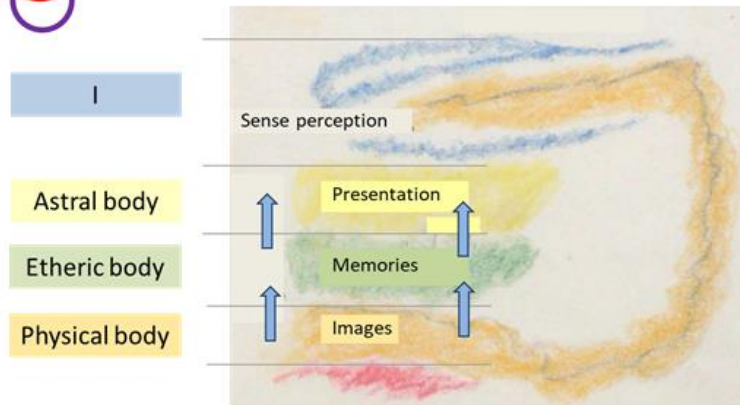 I
Sense perception
Astral body
Presentation
Etheric body
Memories
Physical body
Images